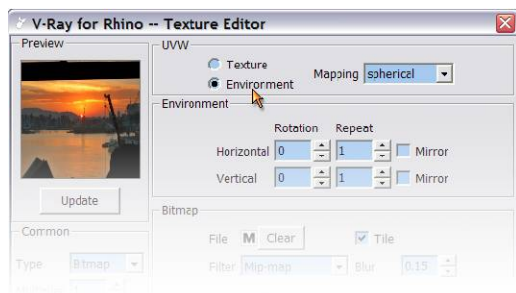 V-Ray for Rhino -- Texture Editor
Preview
UVW
Texture
Environment
Mapping spherical
Environment
Rotation Repeat
Horizontal 0 1 Mirror
Vertical 0 1 Mirror
Update
Bitmap
Common
File M Clear Tile
Type Bitmap
Filter Mip-map Blur 0.15